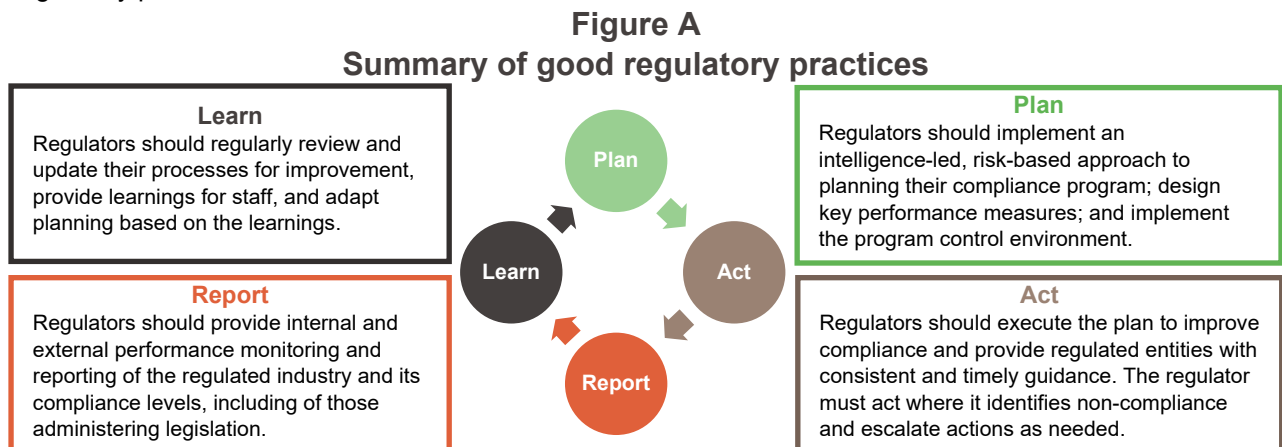 Figure A
Summary of good regulatory practices
Learn
Regulators should regularly review and
update their processes for improvement,
provide learnings for staff, and adapt
planning based on the learnings.
Report
Regulators should provide internal and
external performance monitoring and
reporting of the regulated industry and its
compliance levels, including of those
administering legislation.
Plan
Act
Report
Learn
Plan
Regulators should implement an
intelligence-led, risk-based approach to
planning their compliance program; design
key performance measures; and implement
the program control environment.
Act
Regulators should execute the plan to improve
compliance and provide regulated entities with
consistent and timely guidance. The regulator
must act where it identifies non-compliance
and escalate actions as needed.